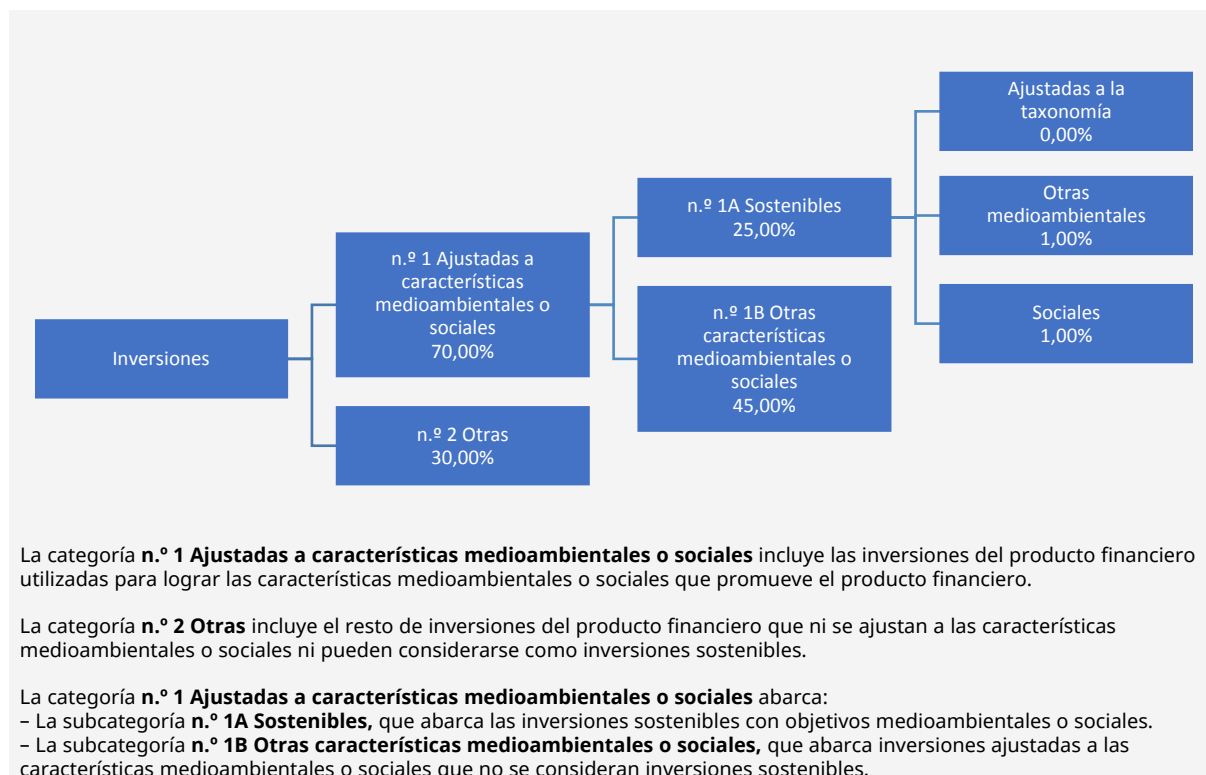 Inversiones
n.º 1 Ajustadas a
características
medioambientales o
sociales
70,00%
n.º 2 Otras
30,00%
n.º 1A Sostenibles
25,00%
n.º 1B Otras
características
medioambientales o
sociales
45,00%
Ajustadas a la
taxonomía
0,00%
Otras
medioambientales
1,00%
Sociales
1,00%
La categoría n.º 1 Ajustadas a características medioambientales o sociales incluye las inversiones del producto financiero
utilizadas para lograr las características medioambientales o sociales que promueve el producto financiero.
La categoría n.º 2 Otras incluye el resto de inversiones del producto financiero que ni se ajustan a las características
medioambientales o sociales ni pueden considerarse como inversiones sostenibles.
La categoría n.º 1 Ajustadas a características medioambientales o sociales abarca:
– La subcategoría n.º 1A Sostenibles, que abarca las inversiones sostenibles con objetivos medioambientales o sociales.
– La subcategoría n.º 1B Otras características medioambientales o sociales, que abarca inversiones ajustadas a las
características medioambientales o sociales que no se consideran inversiones sostenibles.